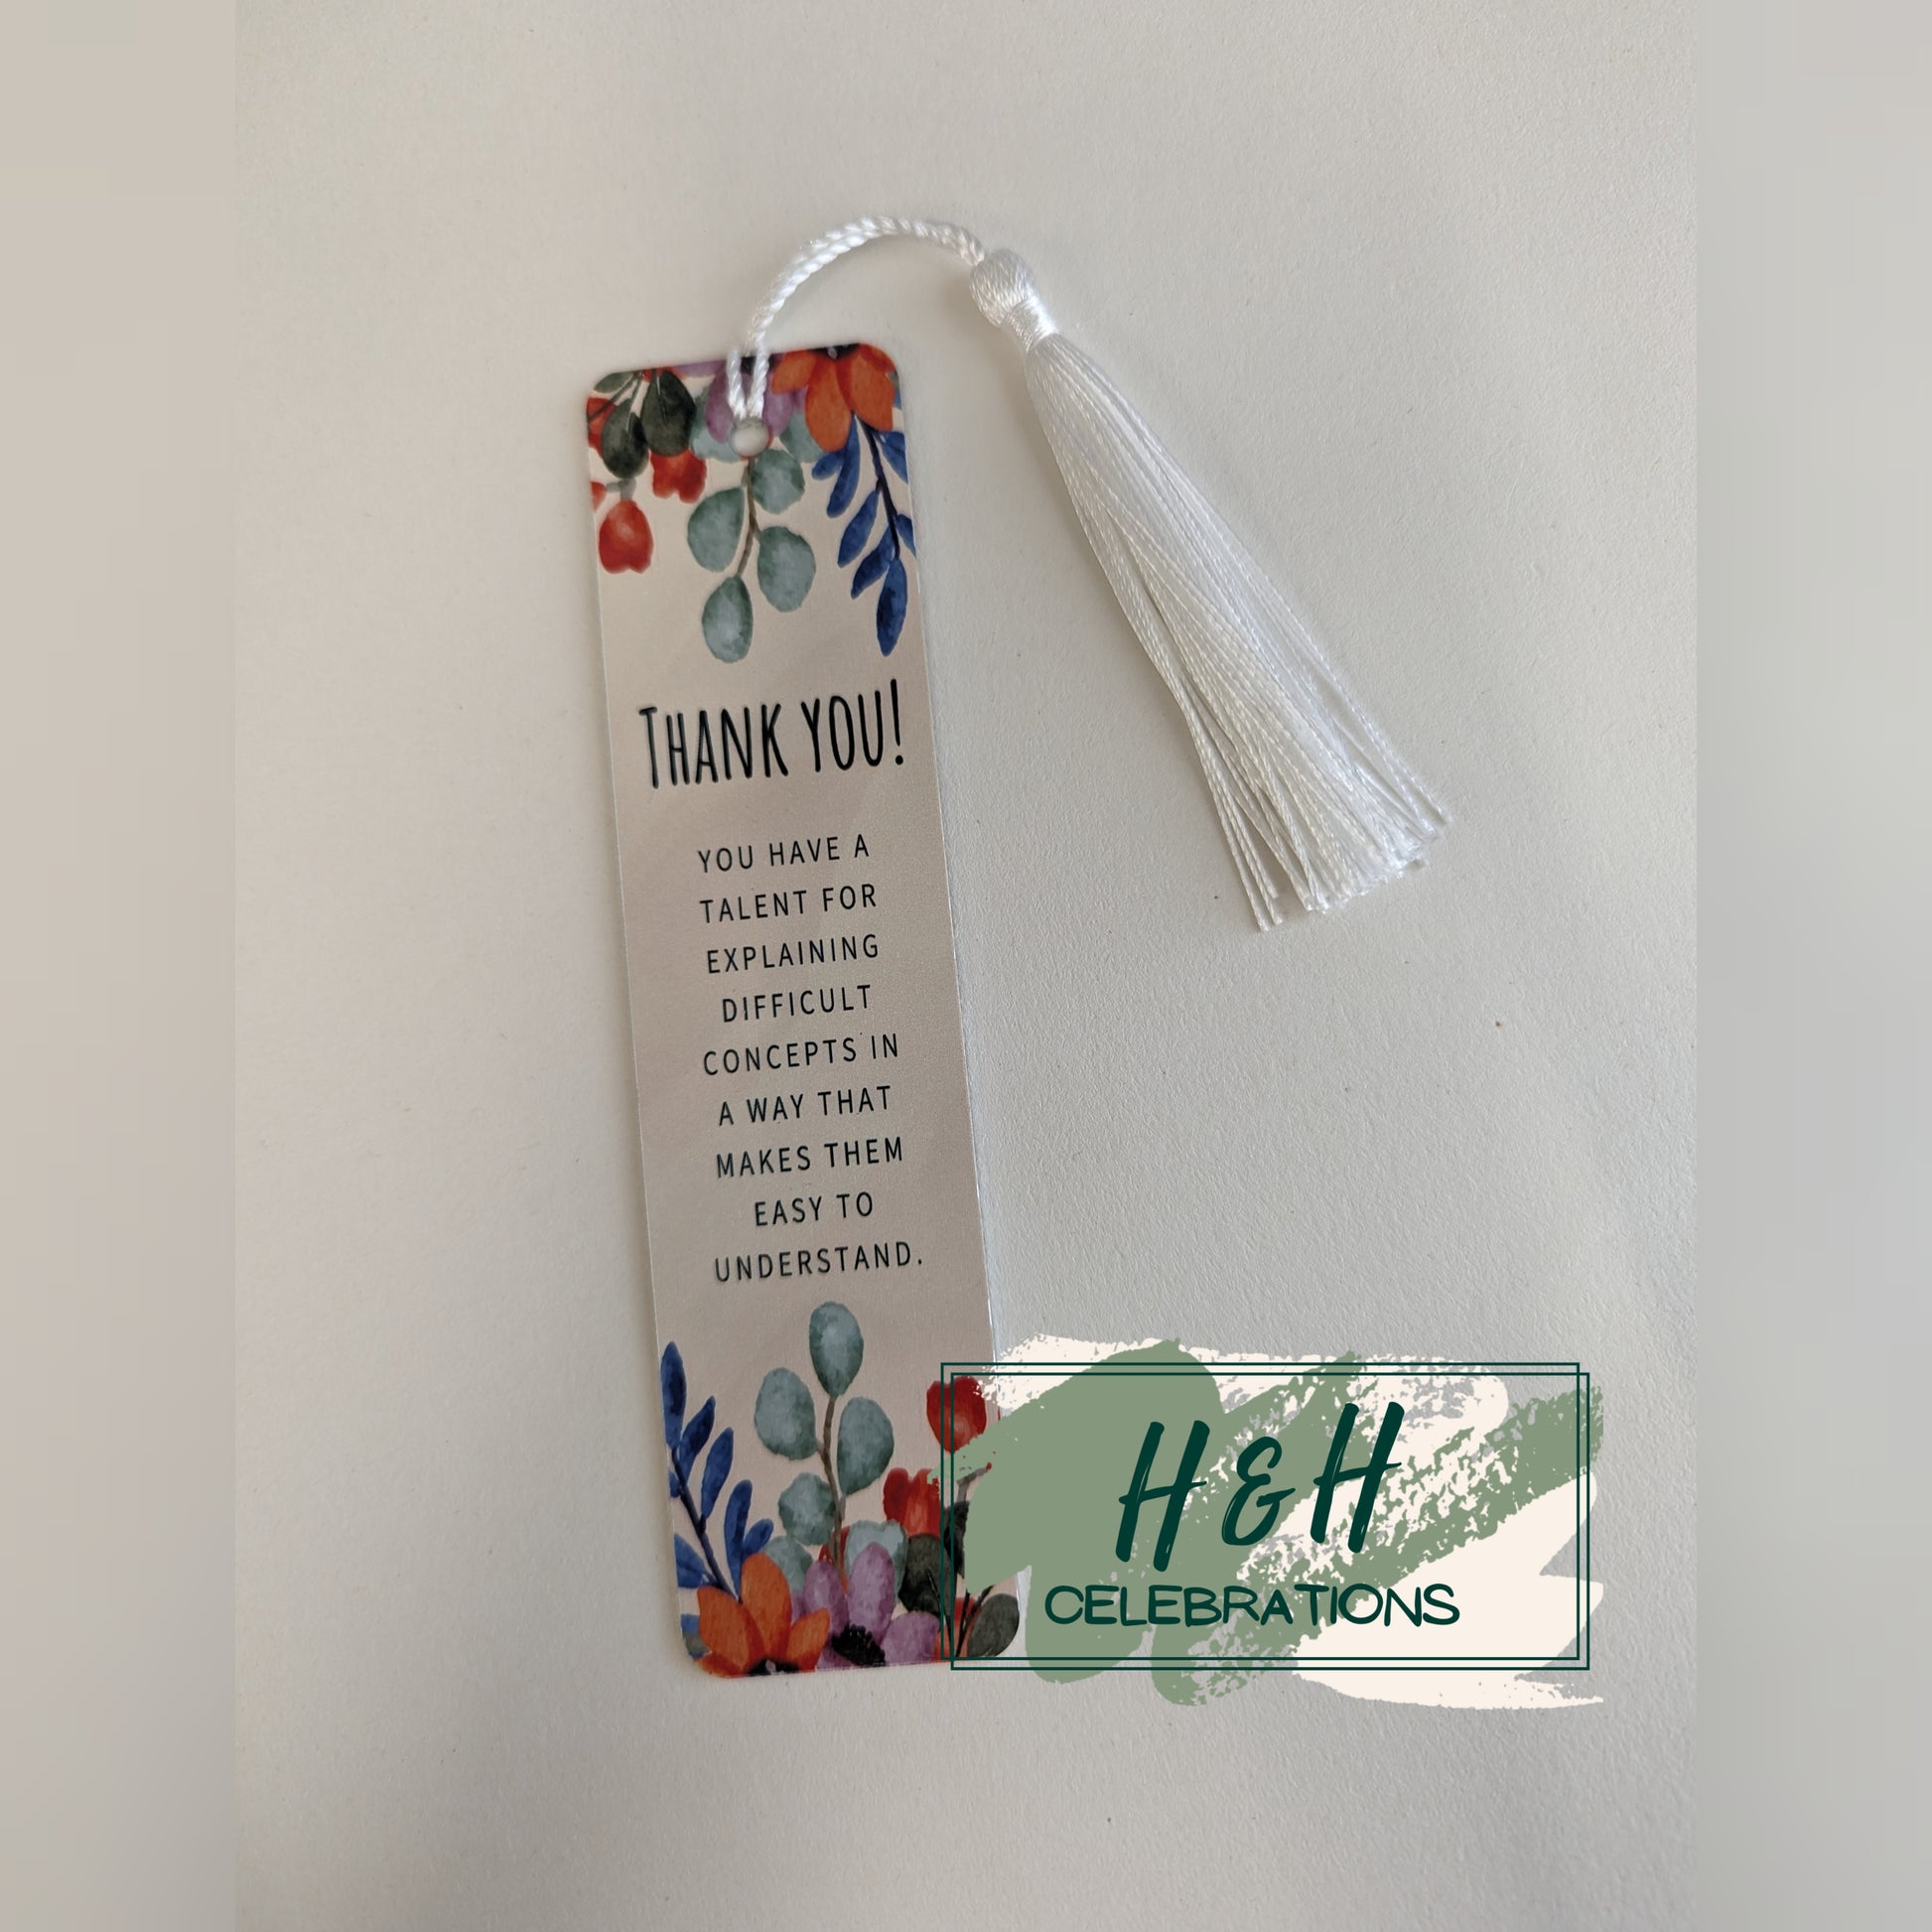 THANK YOU!
YOU HAVE A
TALENT FOR
EXPLAINING
DIFFICULT
CONCEPTS IN
A WAY THAT
MAKES THEM
EASY TO
UNDERSTAND.
H & H
CELEBRATIONS